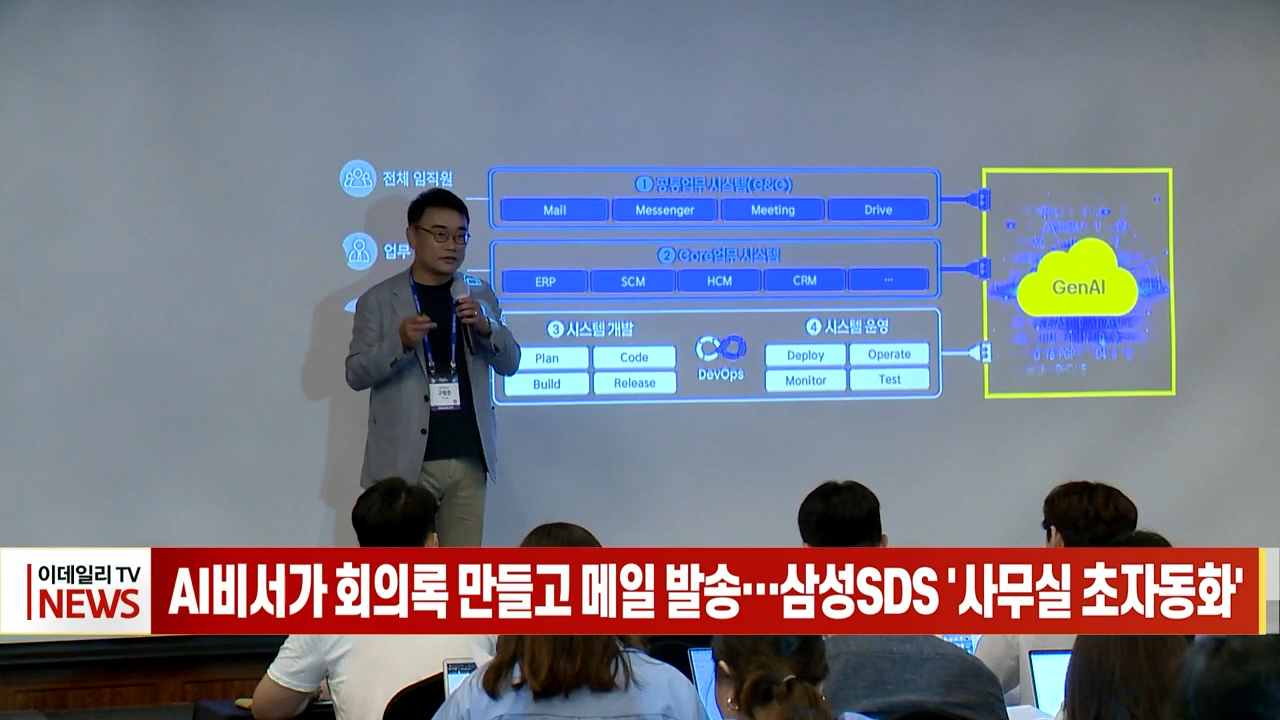 전체 임직원
① 공통업무 시스템(C&C)
Mail Messenger Meeting Drive
업무
② Core업무 시스템
ERP SCM HCM CRM ...
GenAI
③ 시스템 개발
④ 시스템 운영
Plan Code
Build Release
DevOps
Deploy Operate
Monitor Test
이데일리 TV
NEWS
AI비서가 회의록 만들고 메일 발송…삼성SDS '사무실 초자동화'